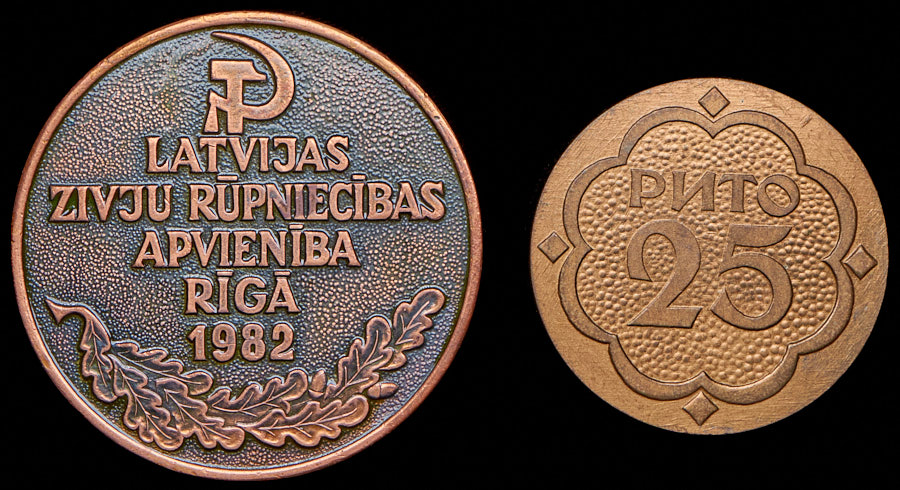 LATVIJAS
ZIVJU RŪPNIECĪBAS
APVIENĪBA
RĪGĀ
1982
РИТО
25